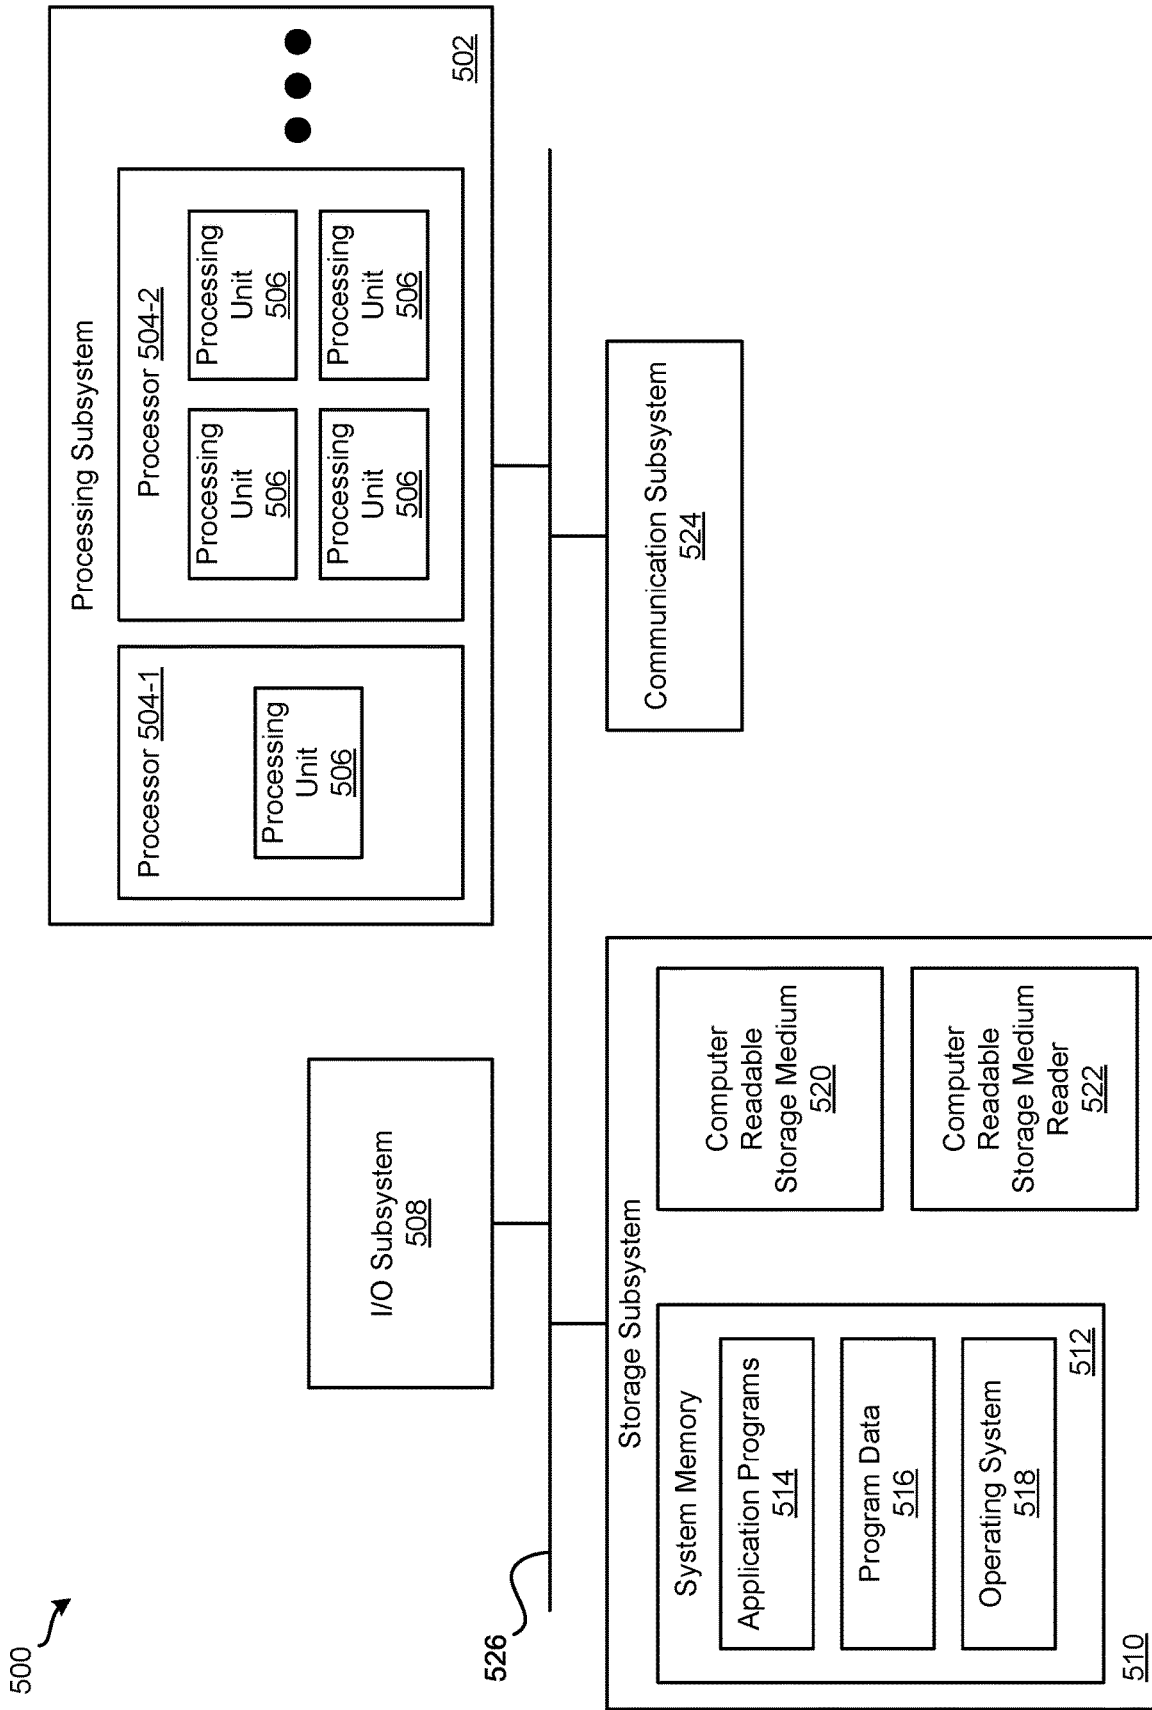 500
I/O Subsystem
508
Processing Subsystem
Processor 504-1
Processing
Unit
506
Processor 504-2
Processing
Unit
506
Processing
Unit
506
Processing
Unit
506
Processing
Unit
506
502
526
Storage Subsystem
System Memory
Application Programs
514
Program Data
516
Operating System
518
512
510
Computer
Readable
Storage Medium
520
Computer
Readable
Storage Medium
Reader
522
Communication Subsystem
524